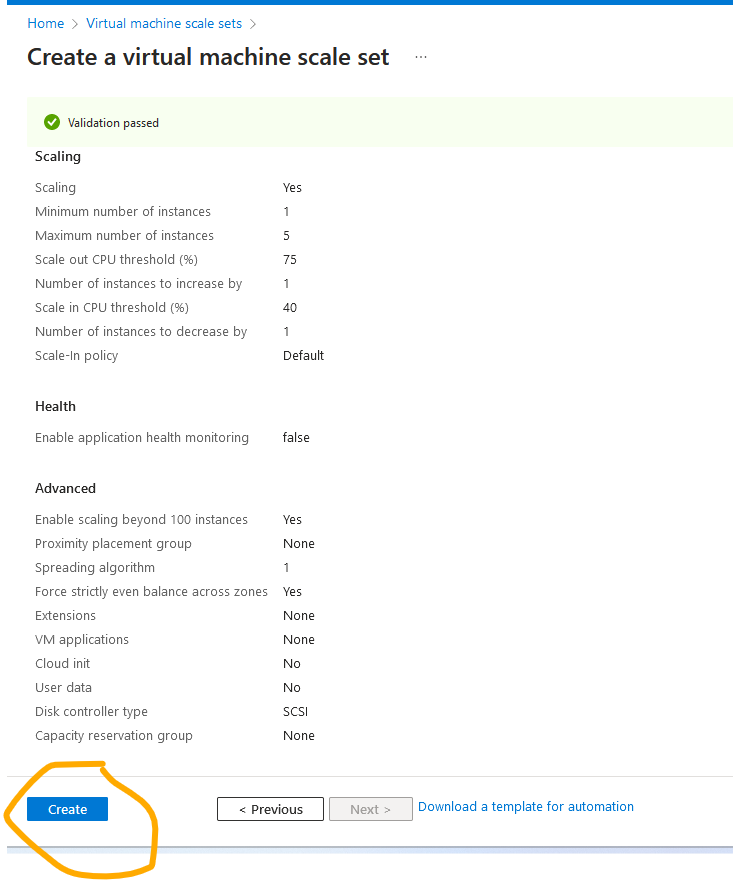 Home > Virtual machine scale sets >
Create a virtual machine scale set ...
Validation passed
Scaling
Scaling Yes
Minimum number of instances 1
Maximum number of instances 5
Scale out CPU threshold (%) 75
Number of instances to increase by 1
Scale in CPU threshold (%) 40
Number of instances to decrease by 1
Scale-In policy Default
Health
Enable application health monitoring false
Advanced
Enable scaling beyond 100 instances Yes
Proximity placement group None
Spreading algorithm 1
Force strictly even balance across zones Yes
Extensions None
VM applications None
Cloud init No
User data No
Disk controller type SCSI
Capacity reservation group None
Create < Previous Next > Download a template for automation